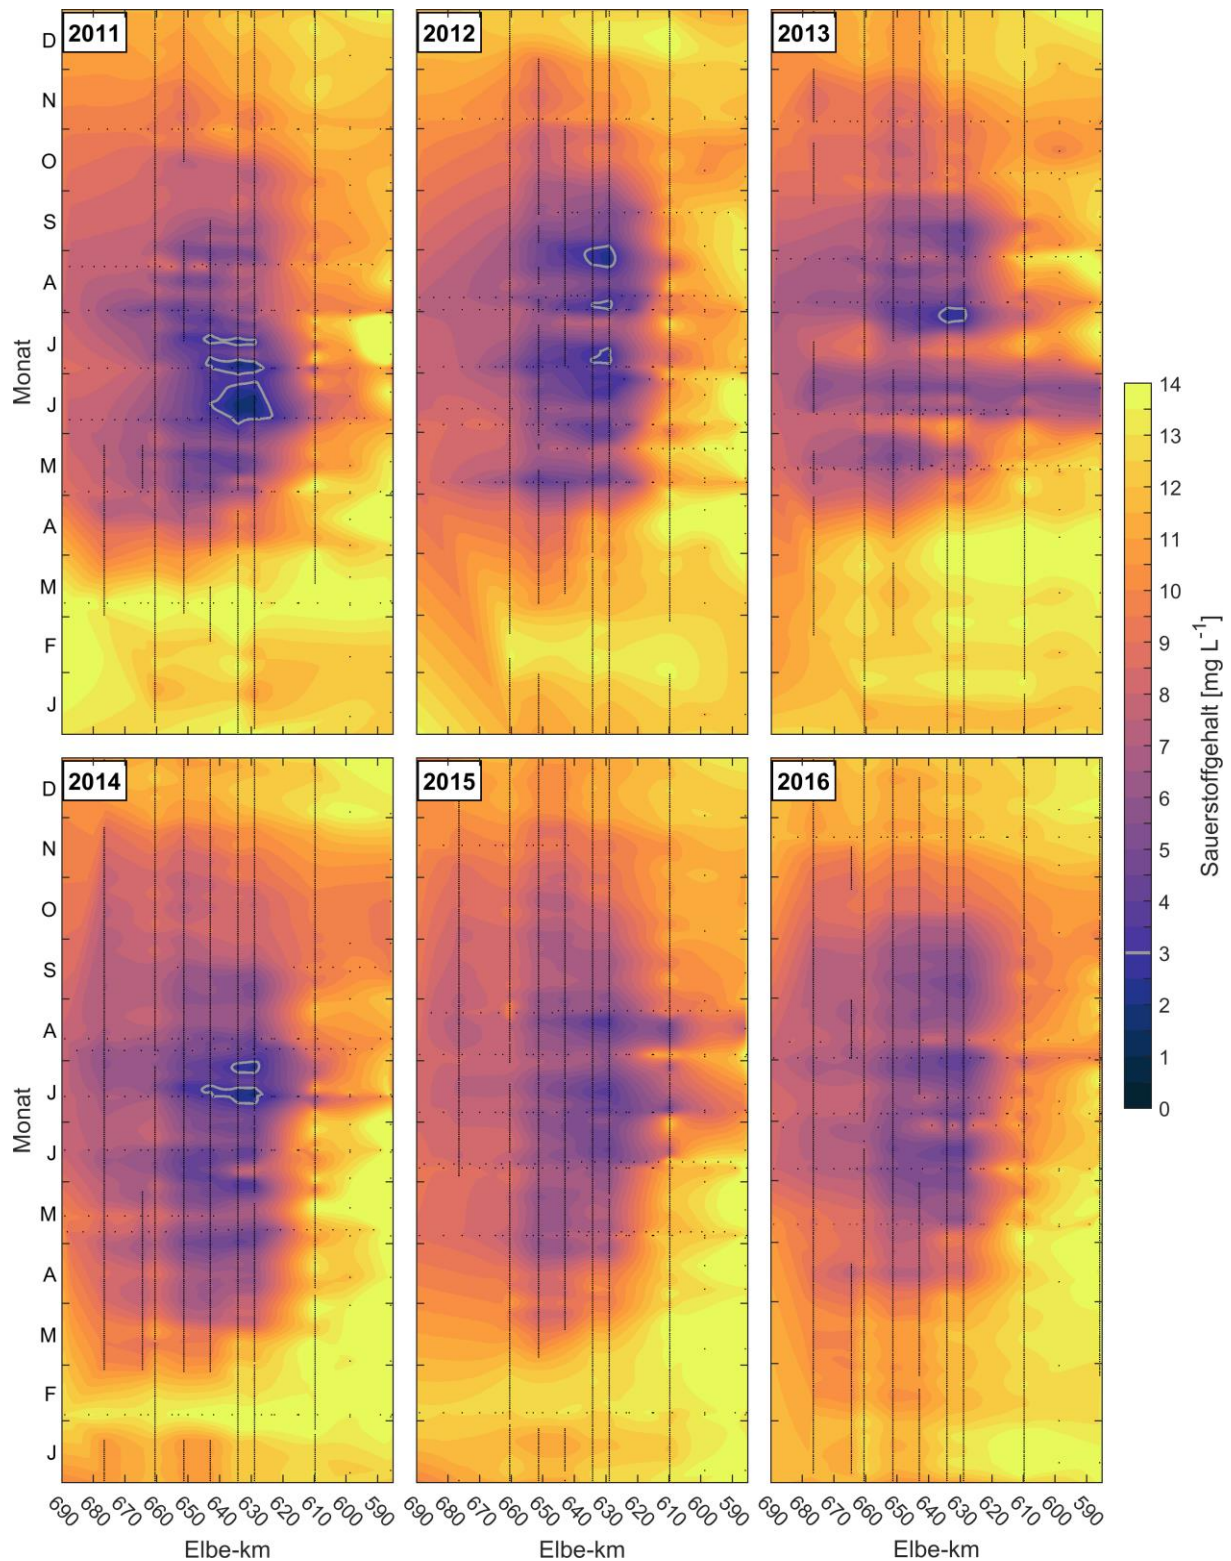 2011
2012
2013
D
N
O
S
A
J
J
M
A
M
F
J
Monat
2014
2015
2016
D
N
O
S
A
J
J
M
A
M
F
J
Monat
690 680 670 660 650 640 630 620 610 600 590
690 680 670 660 650 640 630 620 610 600 590
690 680 670 660 650 640 630 620 610 600 590
Elbe-km
Elbe-km
Elbe-km
14
13
12
11
10
9
8
7
6
5
4
3
2
1
0
Sauerstoffgehalt [mg L⁻¹]